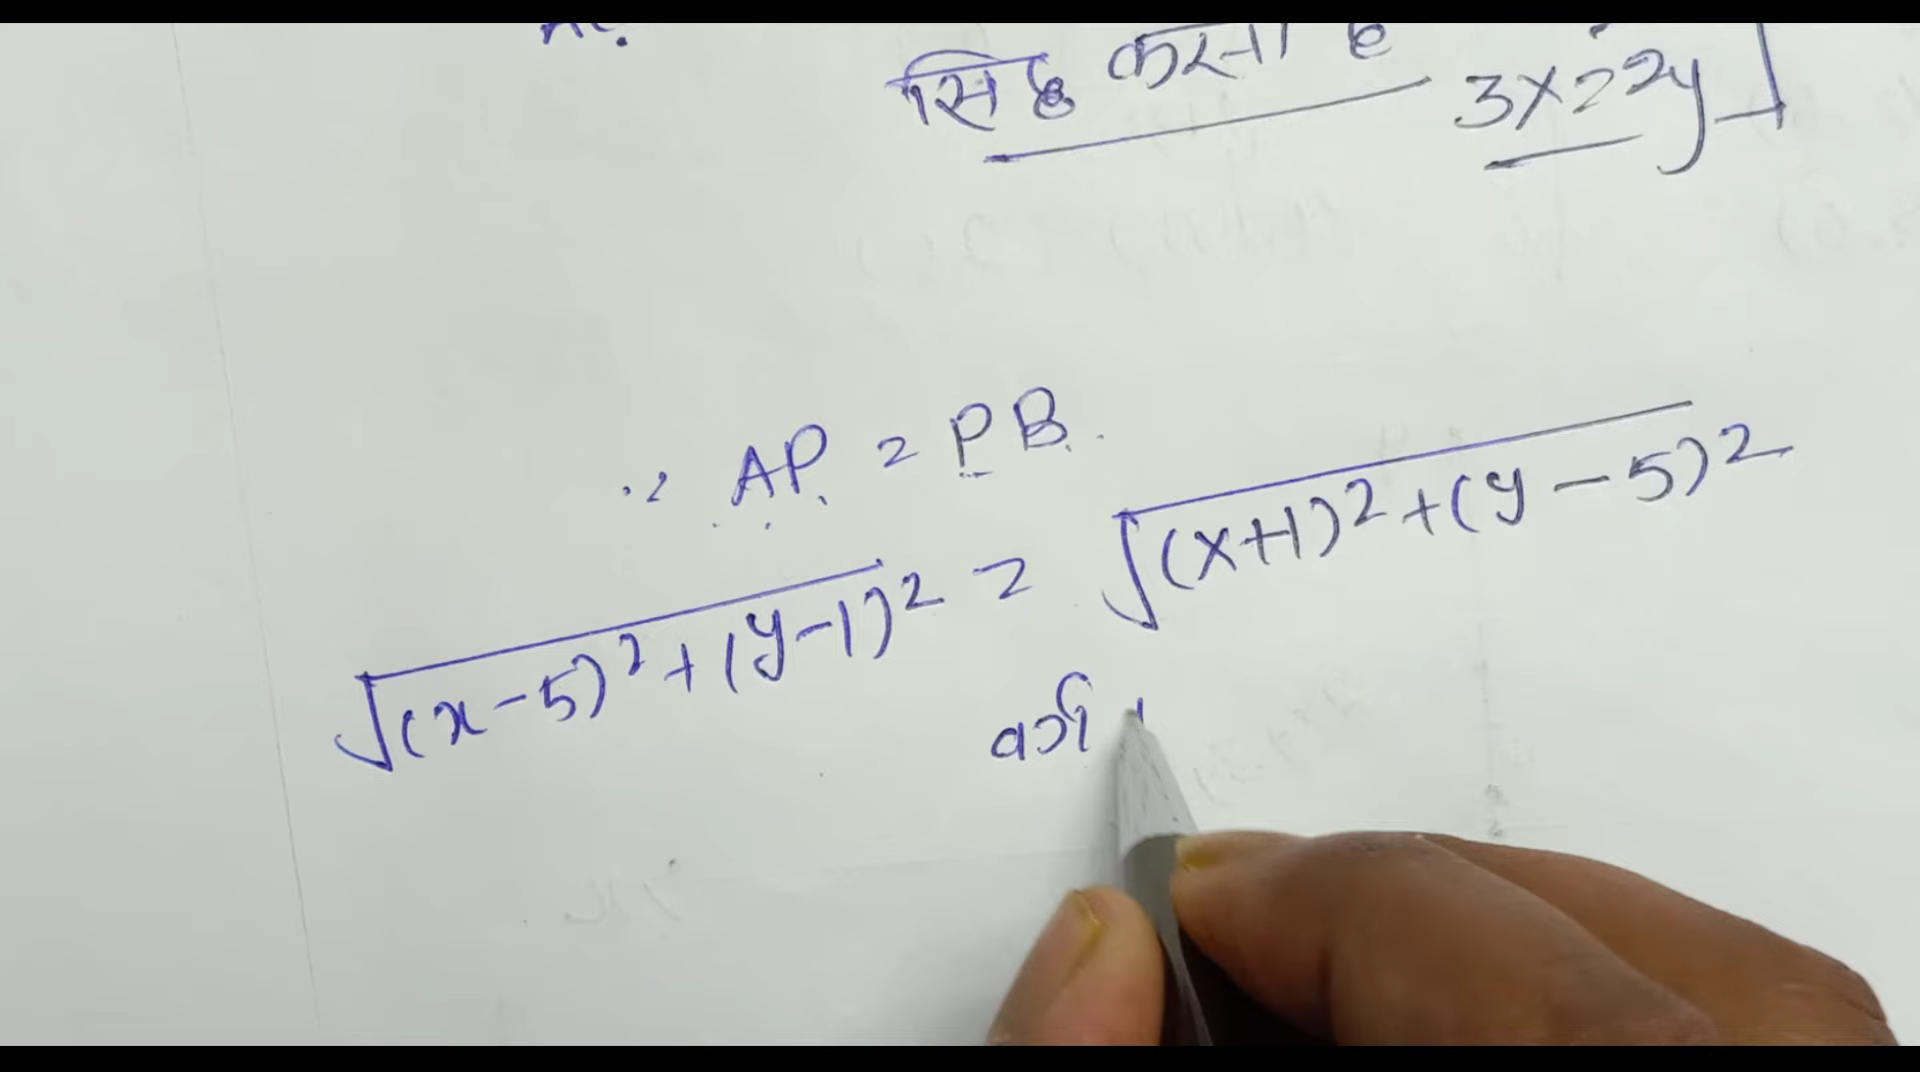 सिद्ध करना है 3x=2y]
∵ AP = PB.
√(x-5)²+(y-1)² = √(x+1)²+(y-5)²
वर्ग